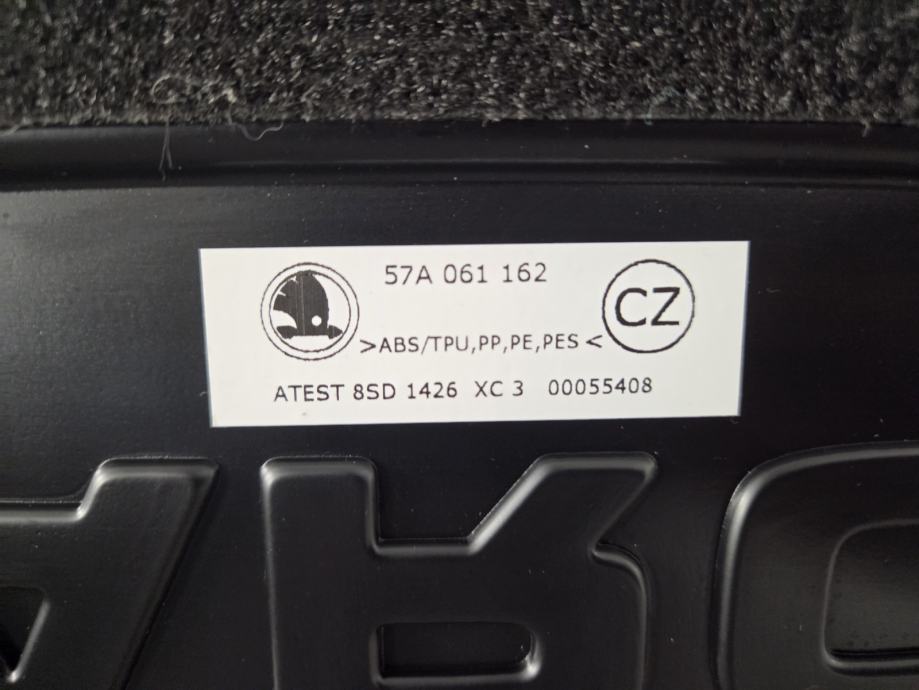 57A 061 162
CZ
>ABS/TPU,PP,PE,PES<
ATEST 8SD 1426 XC 3 00055408